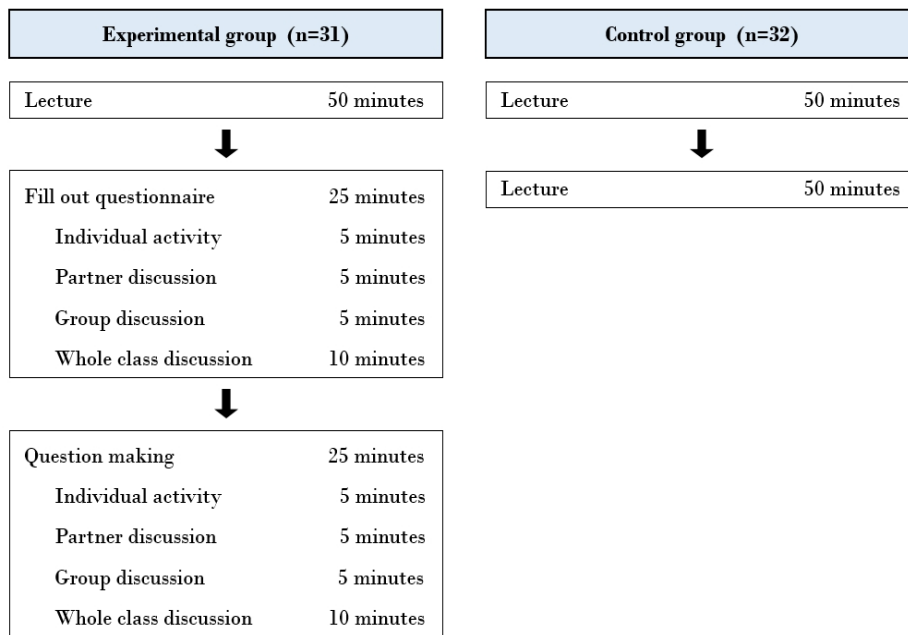 Experimental group (n=31)
Lecture 50 minutes
Fill out questionnaire 25 minutes
Individual activity 5 minutes
Partner discussion 5 minutes
Group discussion 5 minutes
Whole class discussion 10 minutes
Question making 25 minutes
Individual activity 5 minutes
Partner discussion 5 minutes
Group discussion 5 minutes
Whole class discussion 10 minutes
Control group (n=32)
Lecture 50 minutes
Lecture 50 minutes